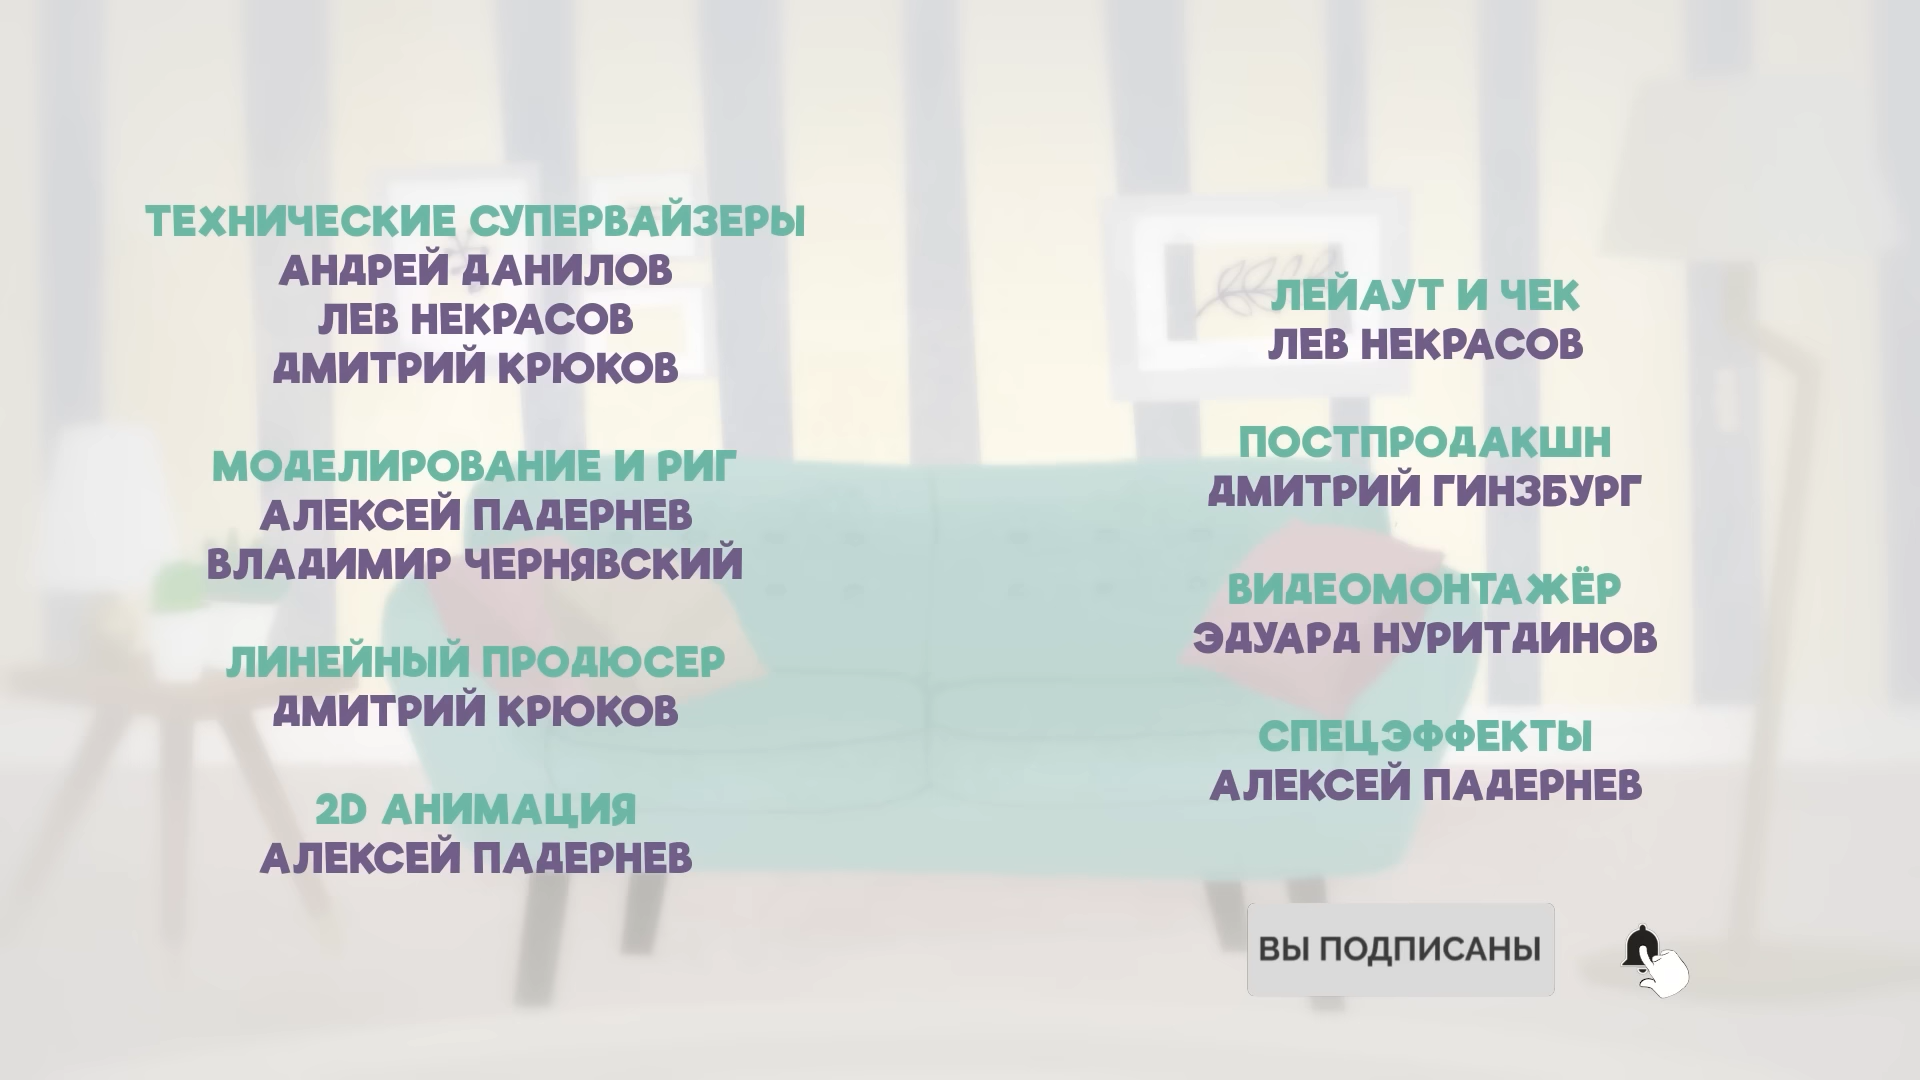 ТЕХНИЧЕСКИЕ СУПЕРВАЙЗЕРЫ
АНДРЕЙ ДАНИЛОВ
ЛЕВ НЕКРАСОВ
ДМИТРИЙ КРЮКОВ
МОДЕЛИРОВАНИЕ И РИГ
АЛЕКСЕЙ ПАДЕРНЕВ
ВЛАДИМИР ЧЕРНЯВСКИЙ
ЛИНЕЙНЫЙ ПРОДЮСЕР
ДМИТРИЙ КРЮКОВ
2D АНИМАЦИЯ
АЛЕКСЕЙ ПАДЕРНЕВ
ЛЕЙАУТ И ЧЕК
ЛЕВ НЕКРАСОВ
ПОСТПРОДАКШН
ДМИТРИЙ ГИНЗБУРГ
ВИДЕОМОНТАЖЁР
ЭДУАРД НУРИТДИНОВ
СПЕЦЭФФЕКТЫ
АЛЕКСЕЙ ПАДЕРНЕВ
ВЫ ПОДПИСАНЫ